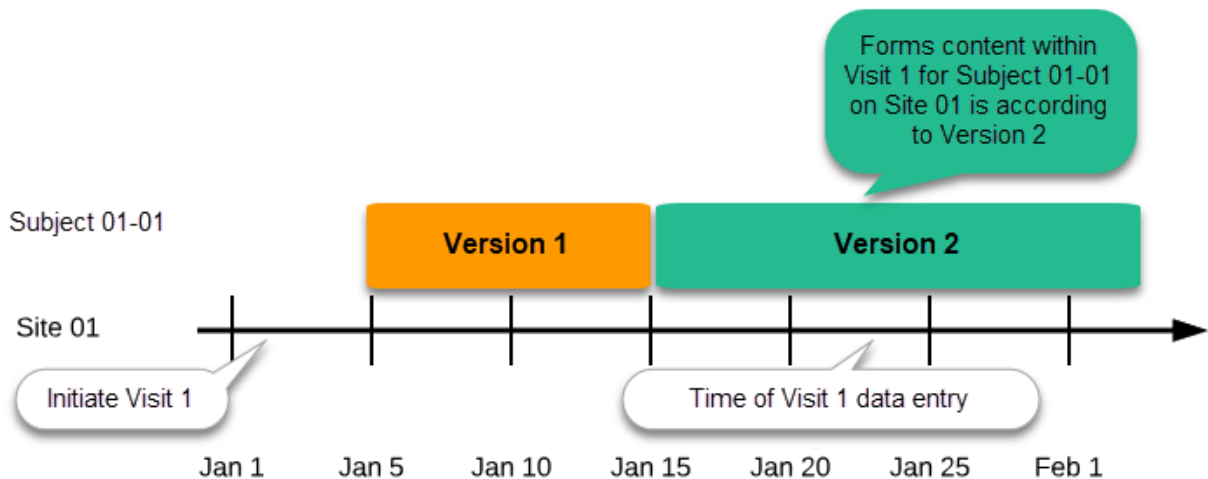 Forms content within
Visit 1 for Subject 01-01
on Site 01 is according
to Version 2
Subject 01-01
Version 1
Version 2
Site 01
Initiate Visit 1
Time of Visit 1 data entry
Jan 1
Jan 5
Jan 10
Jan 15
Jan 20
Jan 25
Feb 1